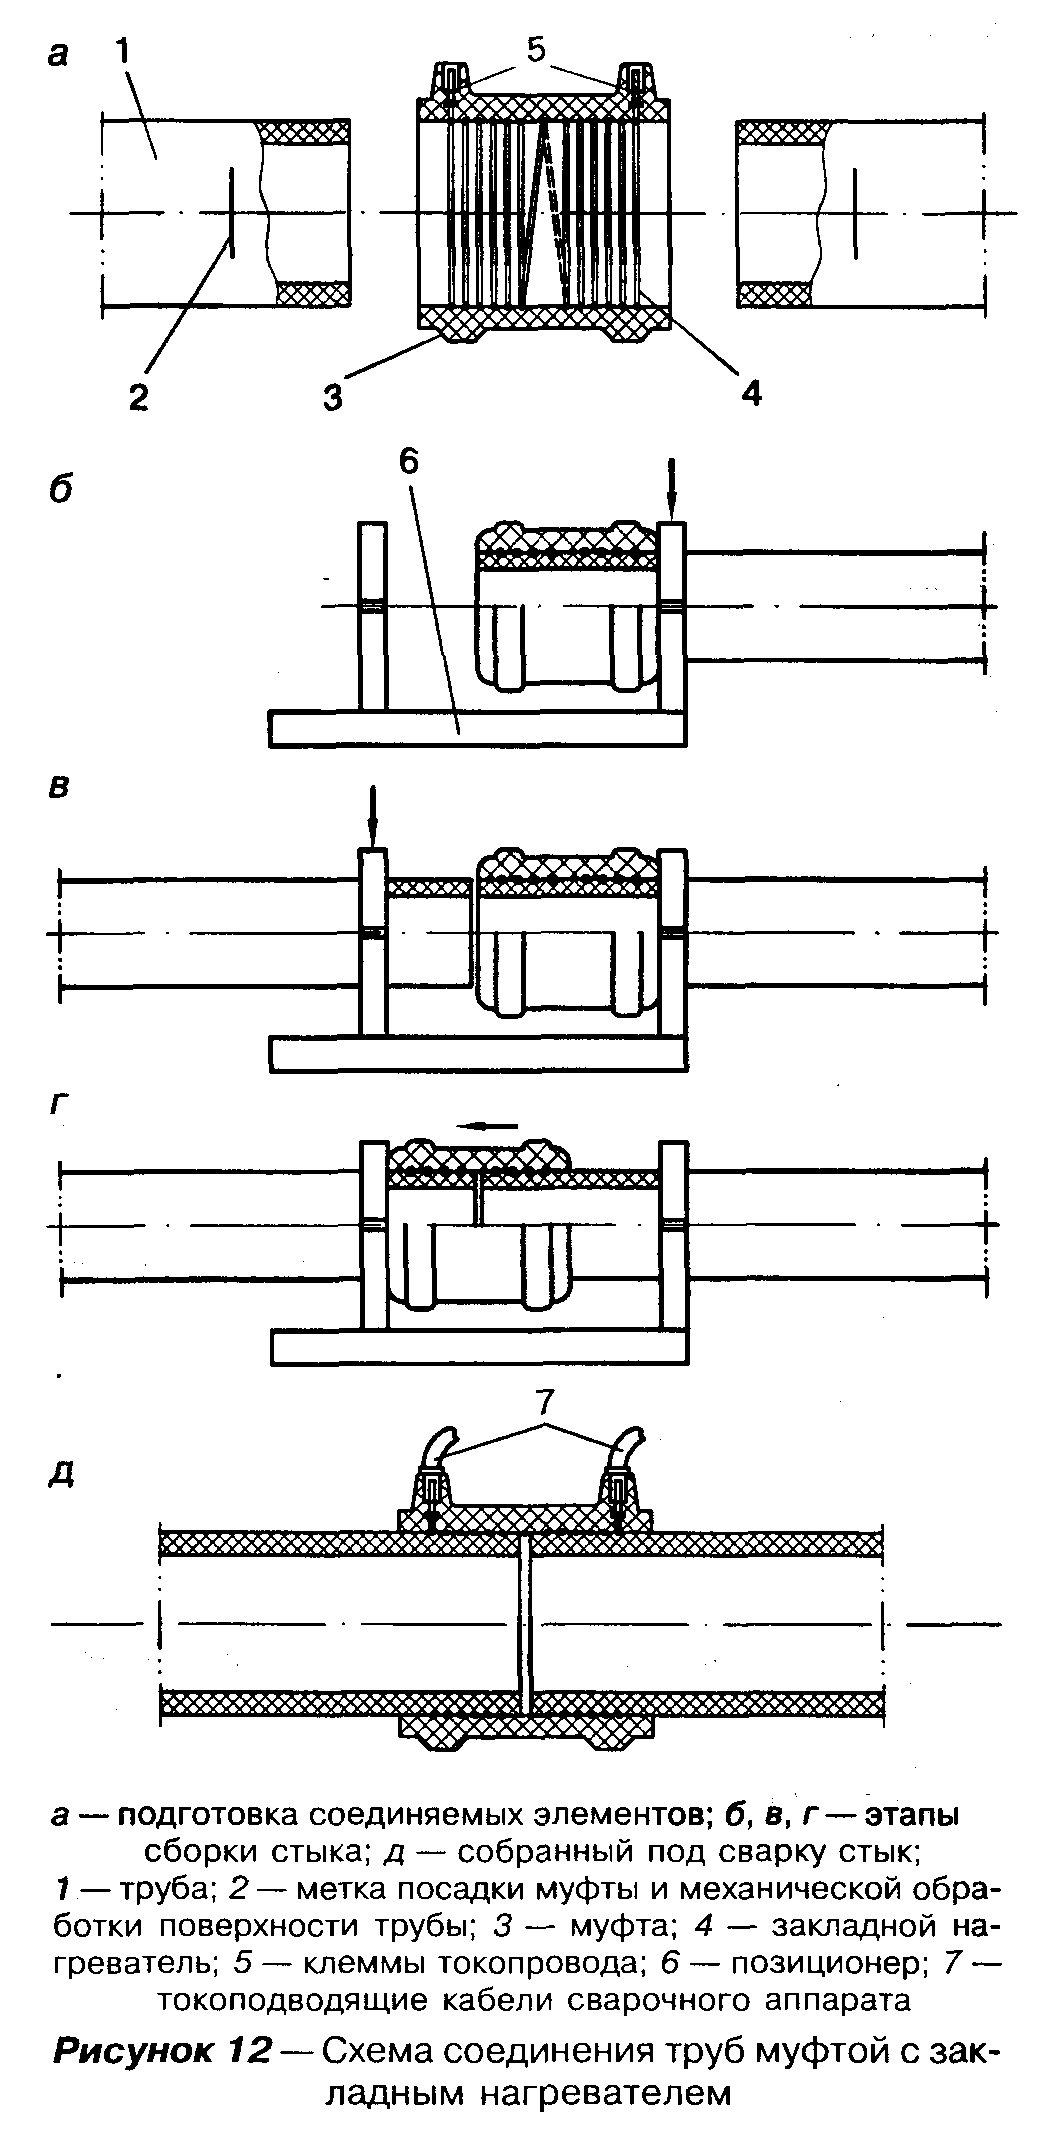 а 1 5
2 3 4
б 6
в
г
7
д
а — подготовка соединяемых элементов; б, в, г — этапы
сборки стыка; д — собранный под сварку стык;
1 — труба; 2 — метка посадки муфты и механической обра-
ботки поверхности трубы; 3 — муфта; 4 — закладной на-
греватель; 5 — клеммы токопровода; 6 — позиционер; 7 —
токоподводящие кабели сварочного аппарата
Рисунок 12 — Схема соединения труб муфтой с зак-
ладным нагревателем